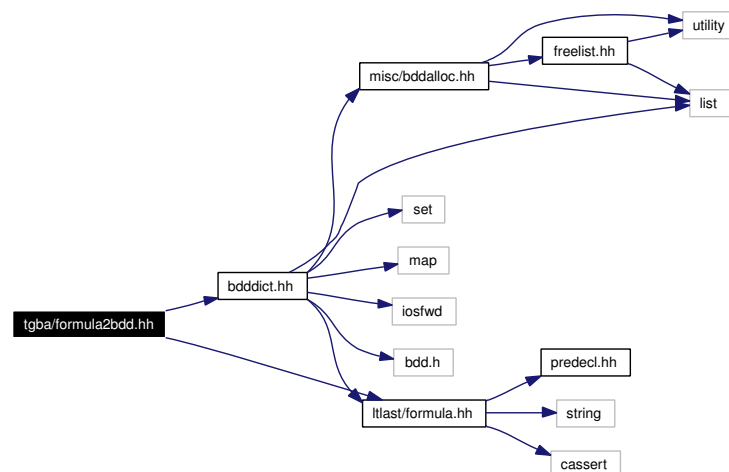 utility
freelist.hh
misc/bddalloc.hh
list
set
map
bdddict.hh
iosfwd
tgba/formula2bdd.hh
bdd.h
predecl.hh
ltlast/formula.hh
string
cassert